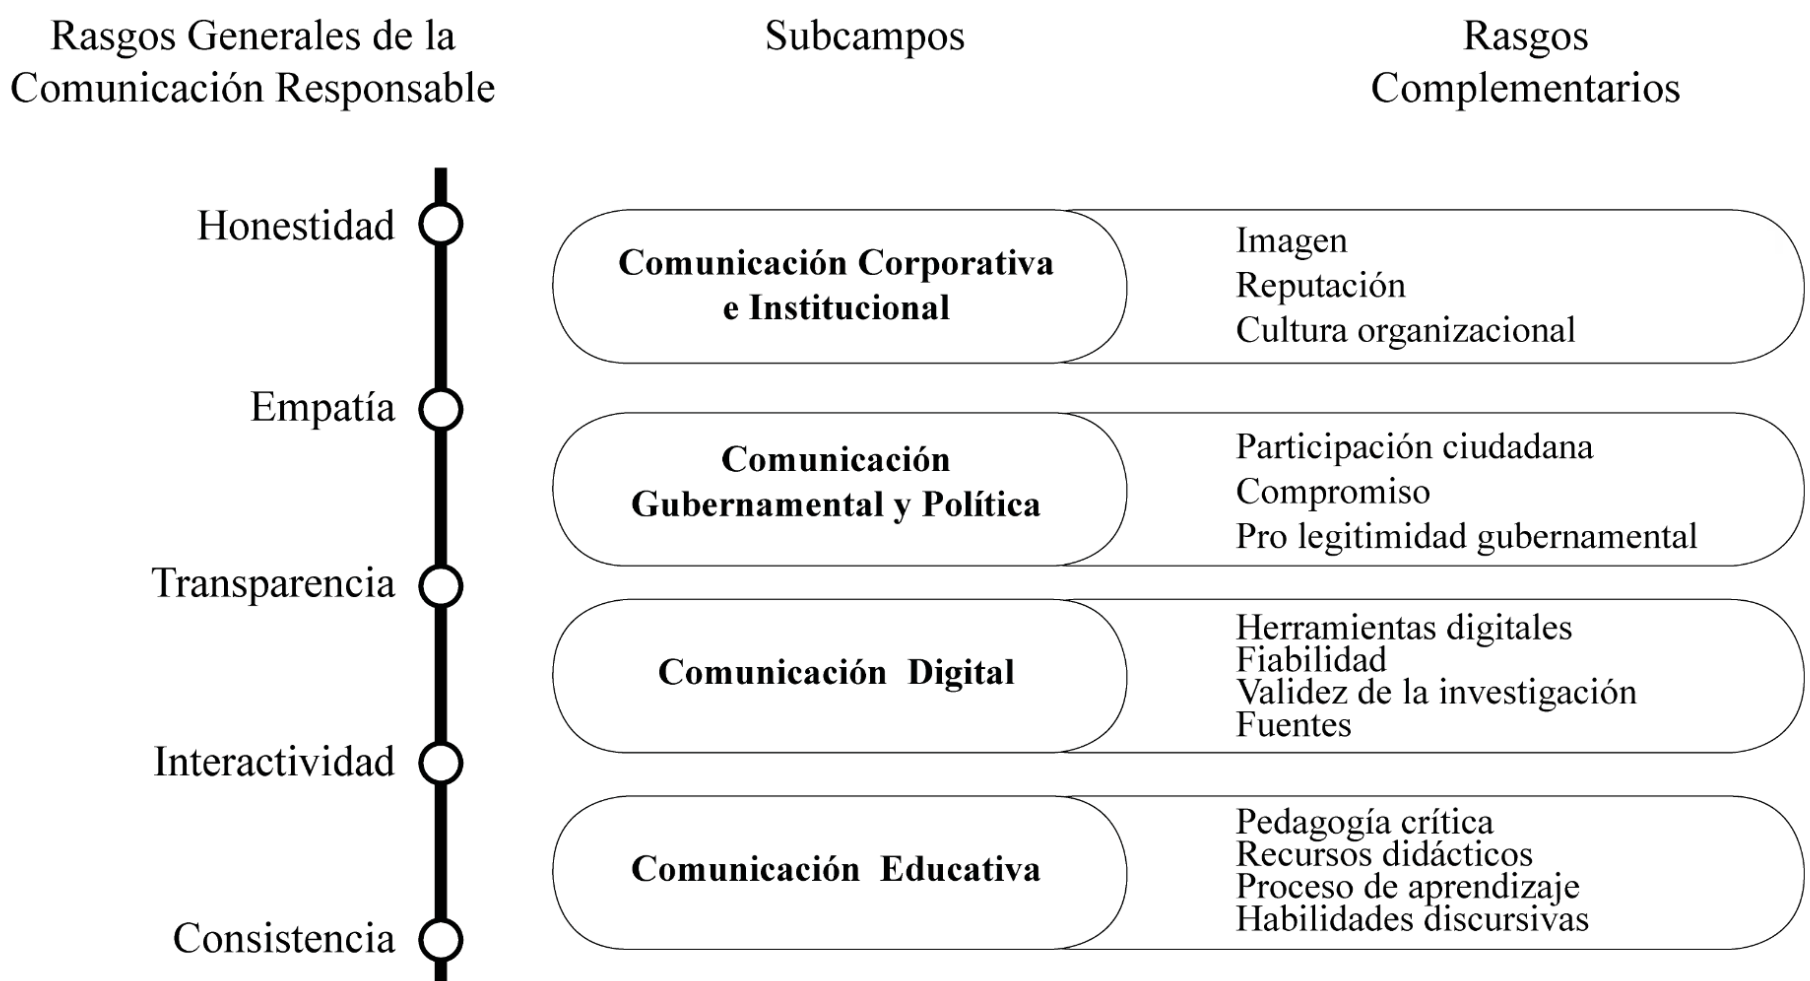 Rasgos Generales de la
Comunicación Responsable
Subcampos
Rasgos
Complementarios
Honestidad
Empatía
Transparencia
Interactividad
Consistencia
Comunicación Corporativa
e Institucional
Imagen
Reputación
Cultura organizacional
Comunicación
Gubernamental y Política
Participación ciudadana
Compromiso
Pro legitimidad gubernamental
Comunicación Digital
Herramientas digitales
Fiabilidad
Validez de la investigación
Fuentes
Comunicación Educativa
Pedagogía crítica
Recursos didácticos
Proceso de aprendizaje
Habilidades discursivas